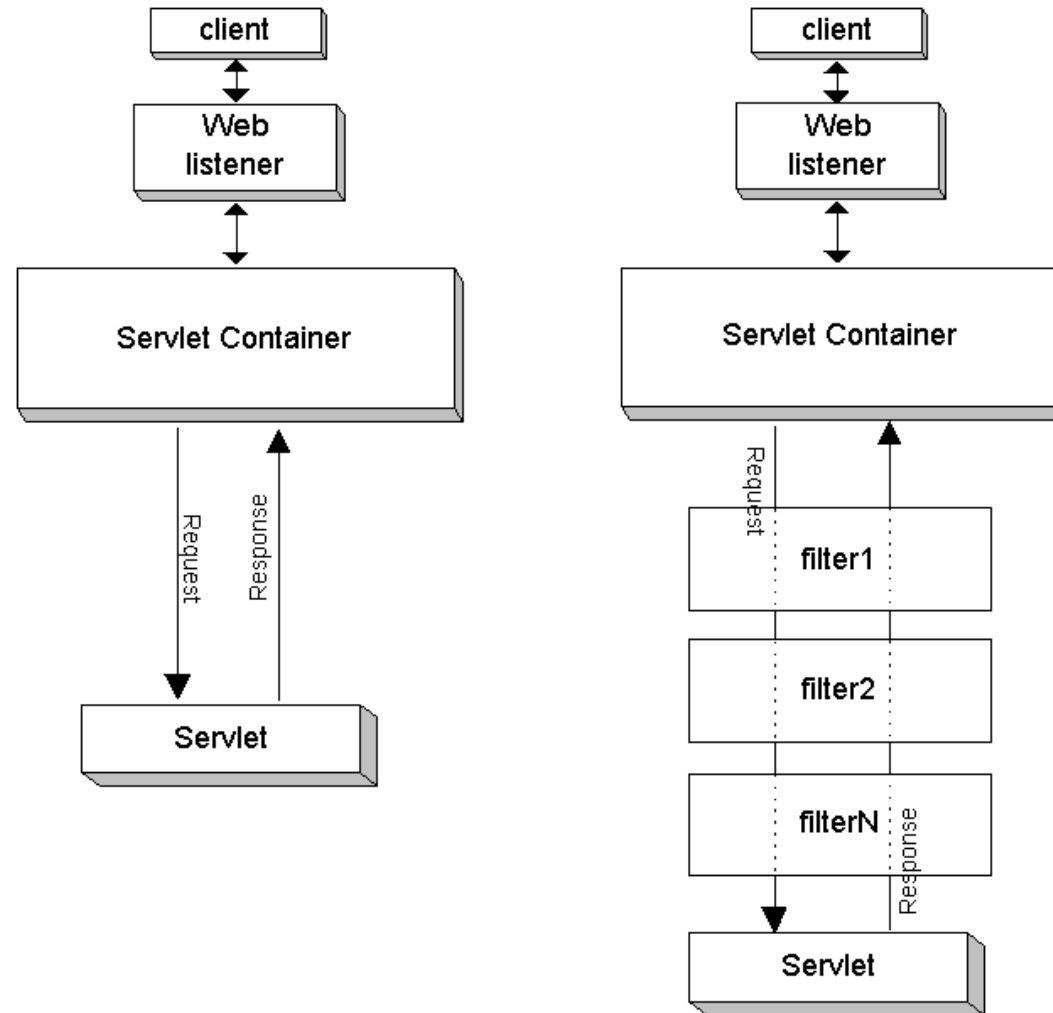 client
Web
listener
Servlet Container
Request
Response
Servlet
client
Web
listener
Servlet Container
Request
filter1
filter2
filterN
Response
Servlet